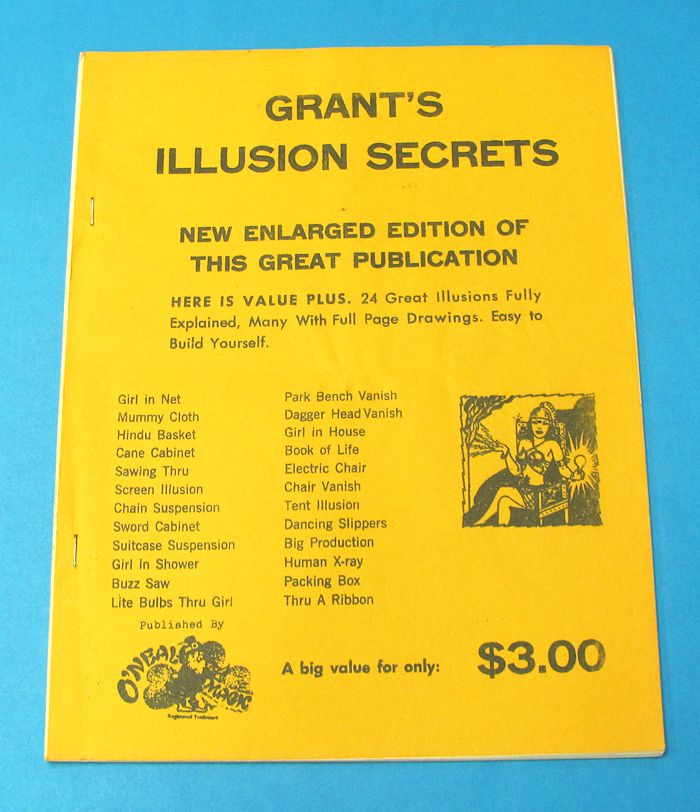 GRANT'S
ILLUSION SECRETS
NEW ENLARGED EDITION OF
THIS GREAT PUBLICATION
HERE IS VALUE PLUS. 24 Great Illusions Fully
Explained, Many With Full Page Drawings. Easy to
Build Yourself.
Girl in Net
Mummy Cloth
Hindu Basket
Cane Cabinet
Sawing Thru
Screen Illusion
Chain Suspension
Sword Cabinet
Suitcase Suspension
Girl in Shower
Buzz Saw
Lite Bulbs Thru Girl
Park Bench Vanish
Dagger Head Vanish
Girl in House
Book of Life
Electric Chair
Chair Vanish
Tent Illusion
Dancing Slippers
Big Production
Human X-ray
Packing Box
Thru A Ribbon
Published By
O'NEAL
MAGIC
Registered Trademark
A big value for only:
$3.00